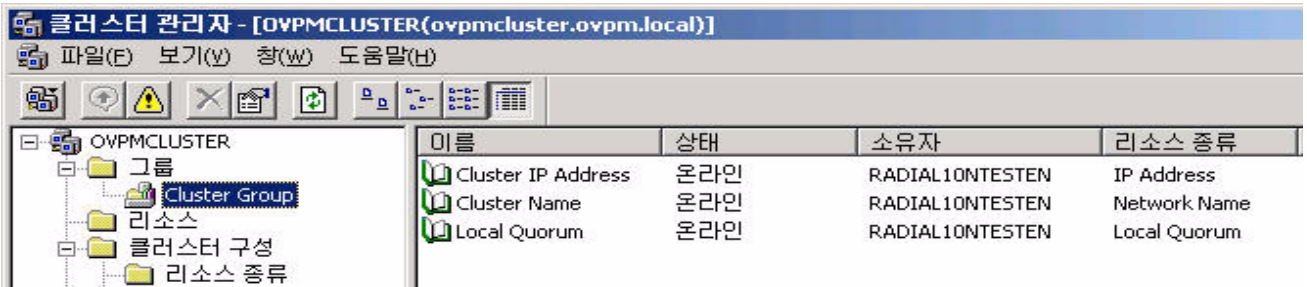 클러스터 관리자 - [OVPMCLUSTER(ovpmcluster.ovpm.local)]
파일(F) 보기(V) 창(W) 도움말(H)
OVPMCLUSTER
그룹
Cluster Group
리소스
클러스터 구성
리소스 종류
이름 상태 소유자 리소스 종류
Cluster IP Address 온라인 RADIAL10NTESTEN IP Address
Cluster Name 온라인 RADIAL10NTESTEN Network Name
Local Quorum 온라인 RADIAL10NTESTEN Local Quorum